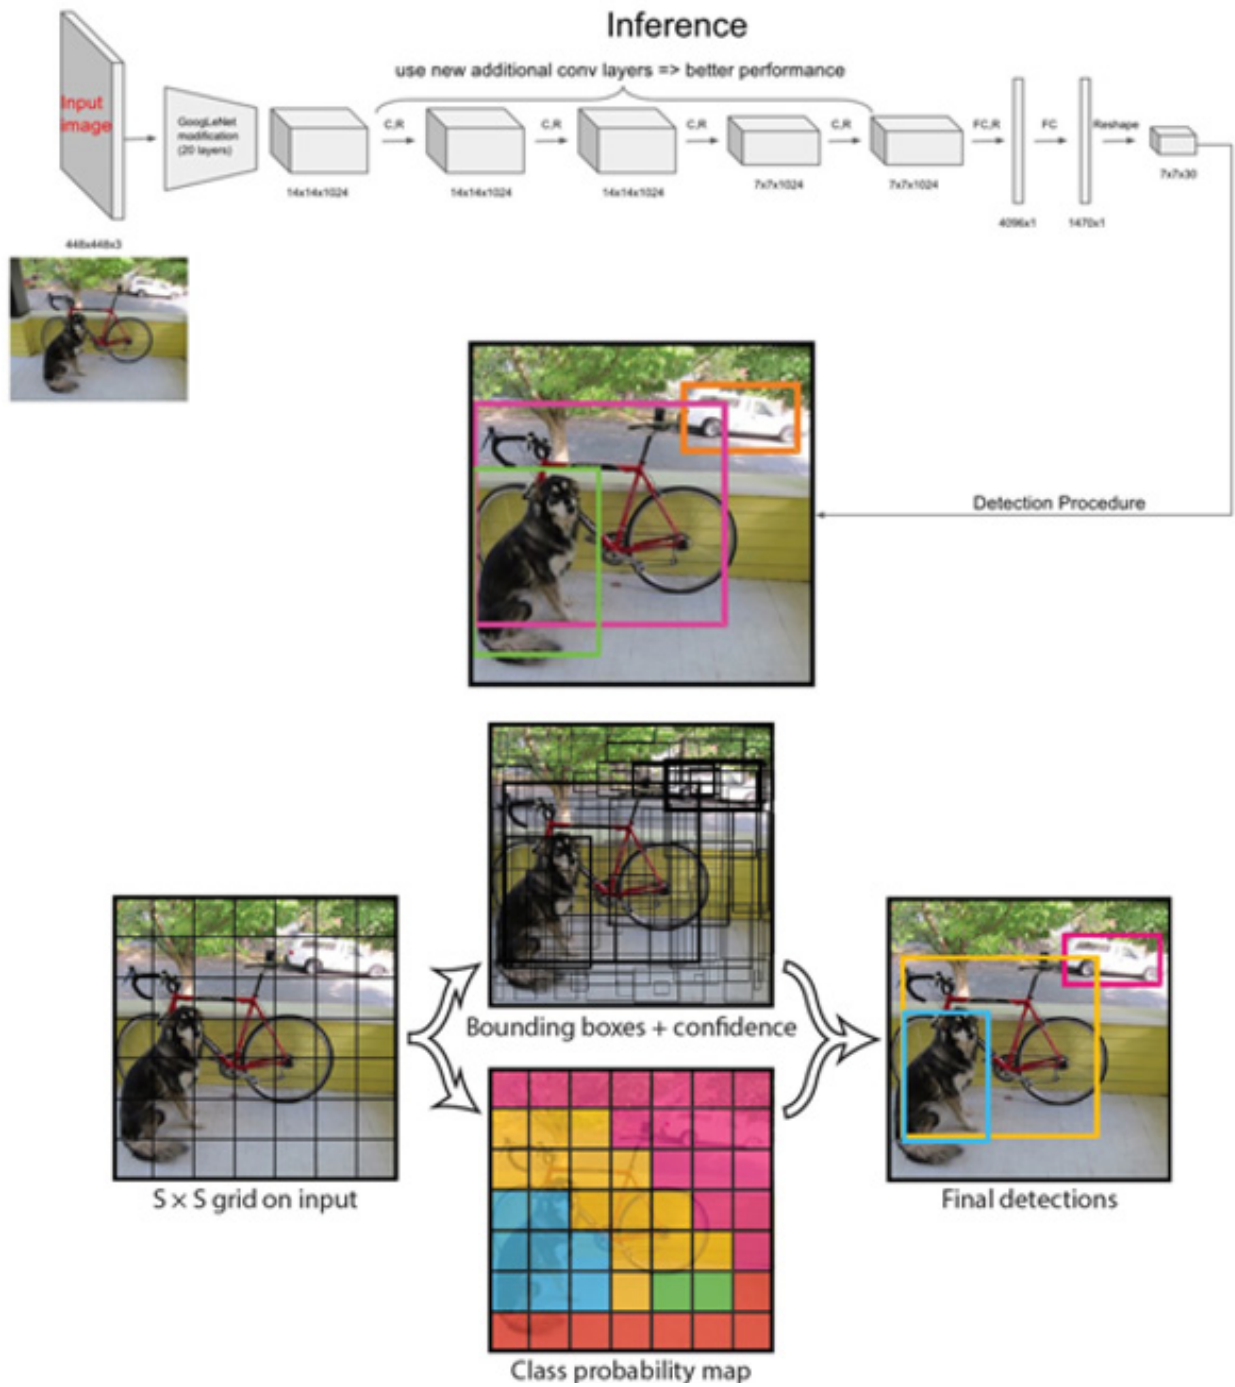 Inference
use new additional conv layers => better performance
Input
image
GoogLeNet
modification
(20 layers)
C,R
C,R
C,R
C,R
FC,R
FC
Reshape
14x14x1024
14x14x1024
14x14x1024
7x7x1024
7x7x1024
7x7x30
4096x1
1470x1
448x448x3
Detection Procedure
Bounding boxes + confidence
S × S grid on input
Final detections
Class probability map